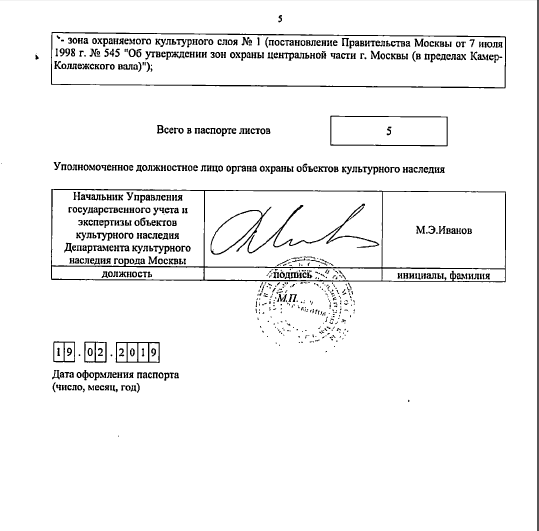 5
- зона охраняемого культурного слоя № 1 (постановление Правительства Москвы от 7 июля
1998 г. № 545 "Об утверждении зон охраны центральной части г. Москвы (в пределах Камер-
Коллежского вала)");
Всего в паспорте листов
5
Уполномоченное должностное лицо органа охраны объектов культурного наследия
Начальник Управления
государственного учета и
экспертизы объектов
культурного наследия
Департамента культурного
наследия города Москвы
М.Э.Иванов
должность
подпись
инициалы, фамилия
М.П.
19.02.2019
Дата оформления паспорта
(число, месяц, год)